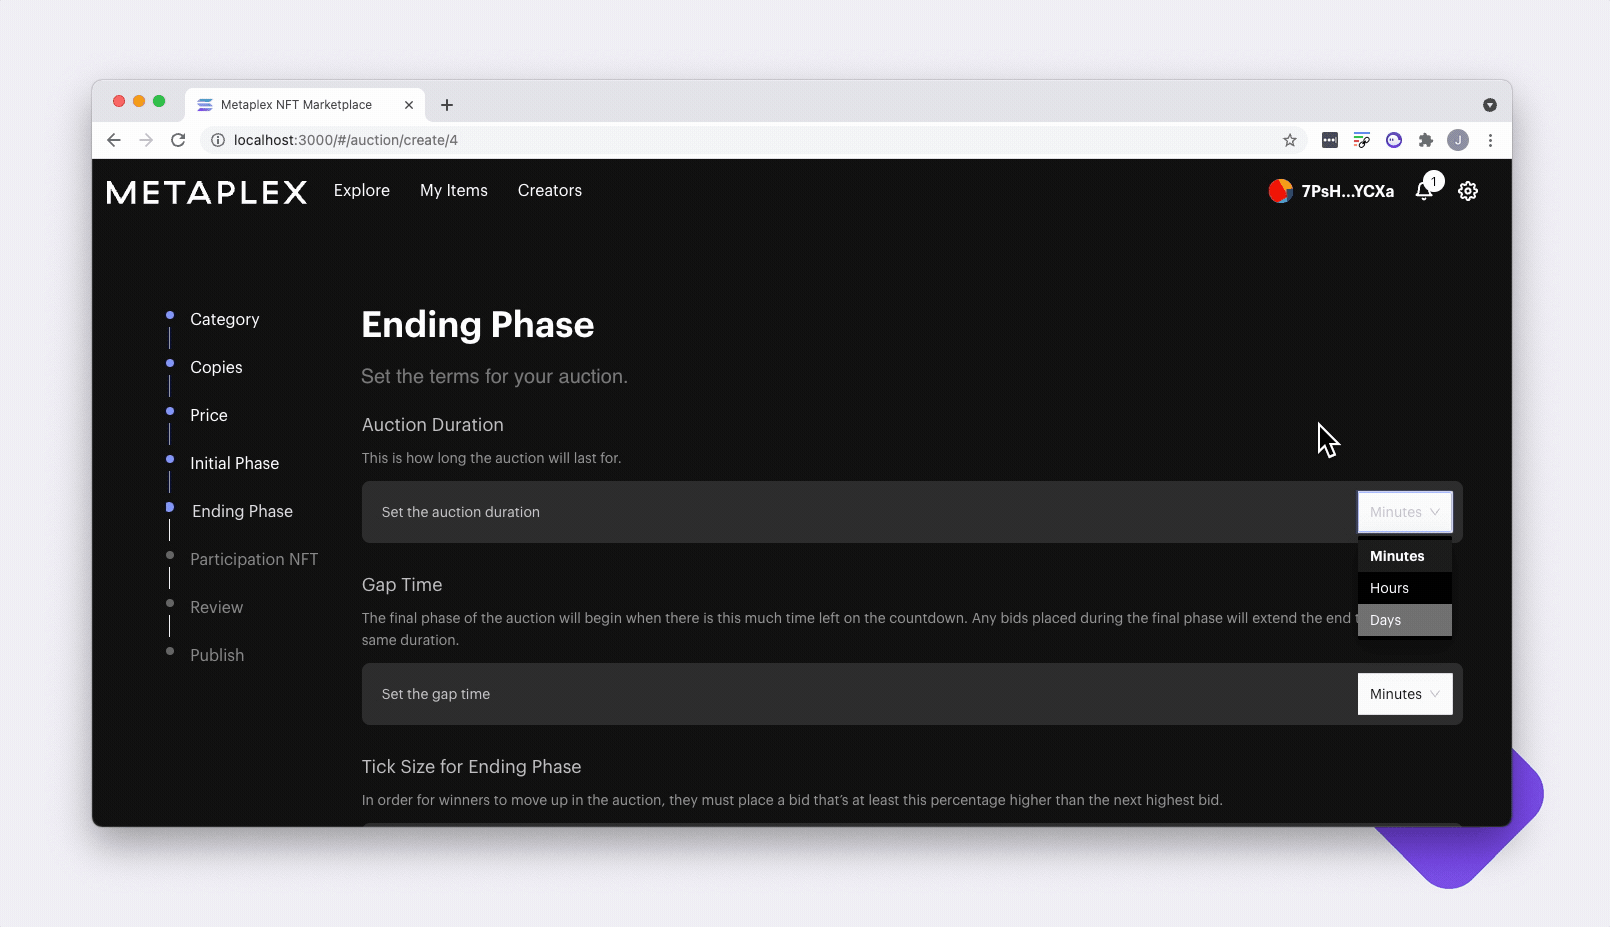 Metaplex NFT Marketplace
localhost:3000/#/auction/create/4
J
METAPLEX
Explore
My Items
Creators
7PsH...YCXa
1
Category
Copies
Price
Initial Phase
Ending Phase
Participation NFT
Review
Publish
Ending Phase
Set the terms for your auction.
Auction Duration
This is how long the auction will last for.
Set the auction duration
Minutes
Minutes
Hours
Days
Gap Time
The final phase of the auction will begin when there is this much time left on the countdown. Any bids placed during the final phase will extend the end
same duration.
Set the gap time
Minutes
Tick Size for Ending Phase
In order for winners to move up in the auction, they must place a bid that's at least this percentage higher than the next highest bid.